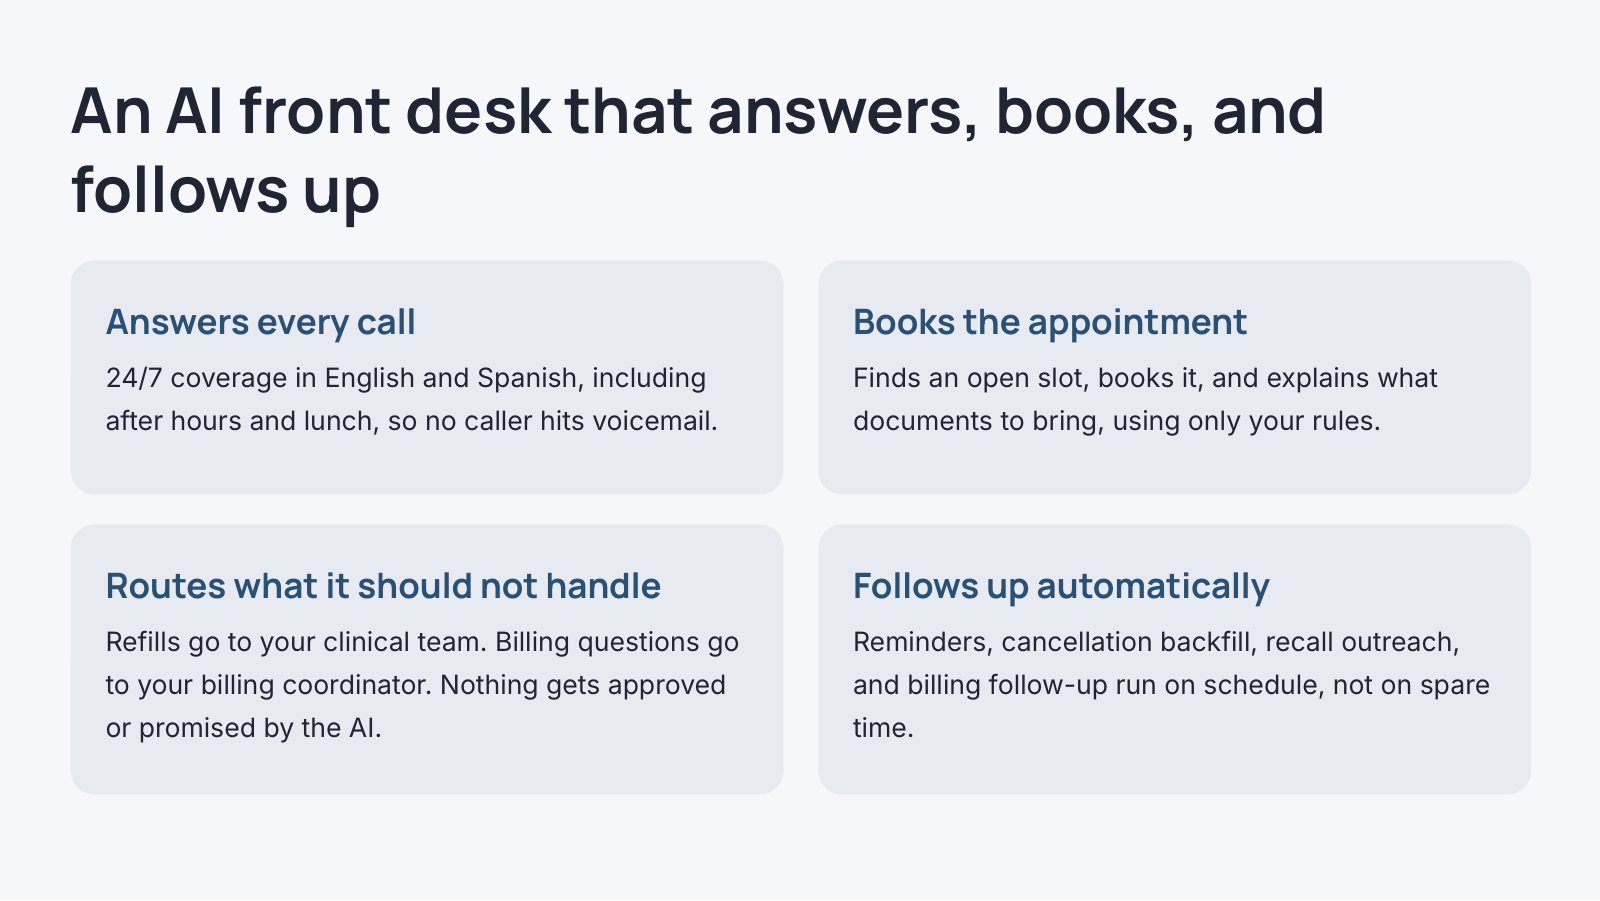 An AI front desk that answers, books, and
follows up
Answers every call
24/7 coverage in English and Spanish, including
after hours and lunch, so no caller hits voicemail.
Books the appointment
Finds an open slot, books it, and explains what
documents to bring, using only your rules.
Routes what it should not handle
Refills go to your clinical team. Billing questions go
to your billing coordinator. Nothing gets approved
or promised by the AI.
Follows up automatically
Reminders, cancellation backfill, recall outreach,
and billing follow-up run on schedule, not on spare
time.